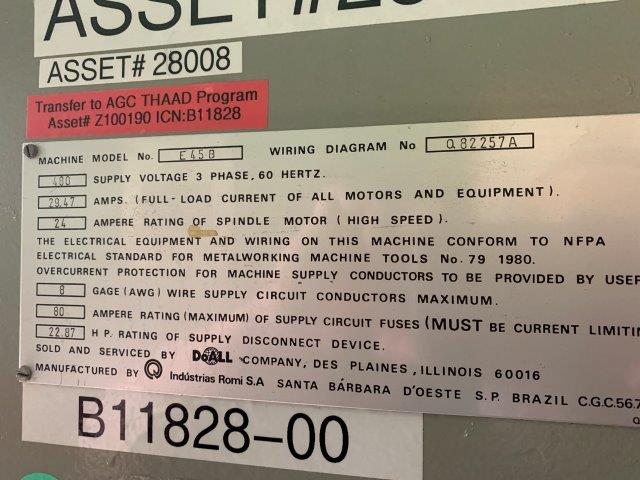 ASSET#28
ASSET# 28008
Transfer to AGC THAAD Program
Asset# Z100190 ICN:B11828
MACHINE MODEL No. E45B WIRING DIAGRAM No Q82257A
480 SUPPLY VOLTAGE 3 PHASE, 60 HERTZ.
29.47 AMPS. (FULL-LOAD CURRENT OF ALL MOTORS AND EQUIPMENT).
24 AMPERE RATING OF SPINDLE MOTOR (HIGH SPEED).
THE ELECTRICAL EQUIPMENT AND WIRING ON THIS MACHINE CONFORM TO NFPA
ELECTRICAL STANDARD FOR METALWORKING MACHINE TOOLS No. 79 1980.
OVERCURRENT PROTECTION FOR MACHINE SUPPLY CONDUCTORS TO BE PROVIDED BY USER
8 GAGE (AWG) WIRE SUPPLY CIRCUIT CONDUCTORS MAXIMUM.
80 AMPERE RATING (MAXIMUM) OF SUPPLY CIRCUIT FUSES (MUST BE CURRENT LIMITIN
22.87 H P. RATING OF SUPPLY DISCONNECT DEVICE.
SOLD AND SERVICED BY DoALL COMPANY, DES PLAINES, ILLINOIS 60016
MANUFACTURED BY Indústrias Romi S.A SANTA BÁRBARA D'OESTE S.P. BRAZIL C.G.C.56.7
B11828-00